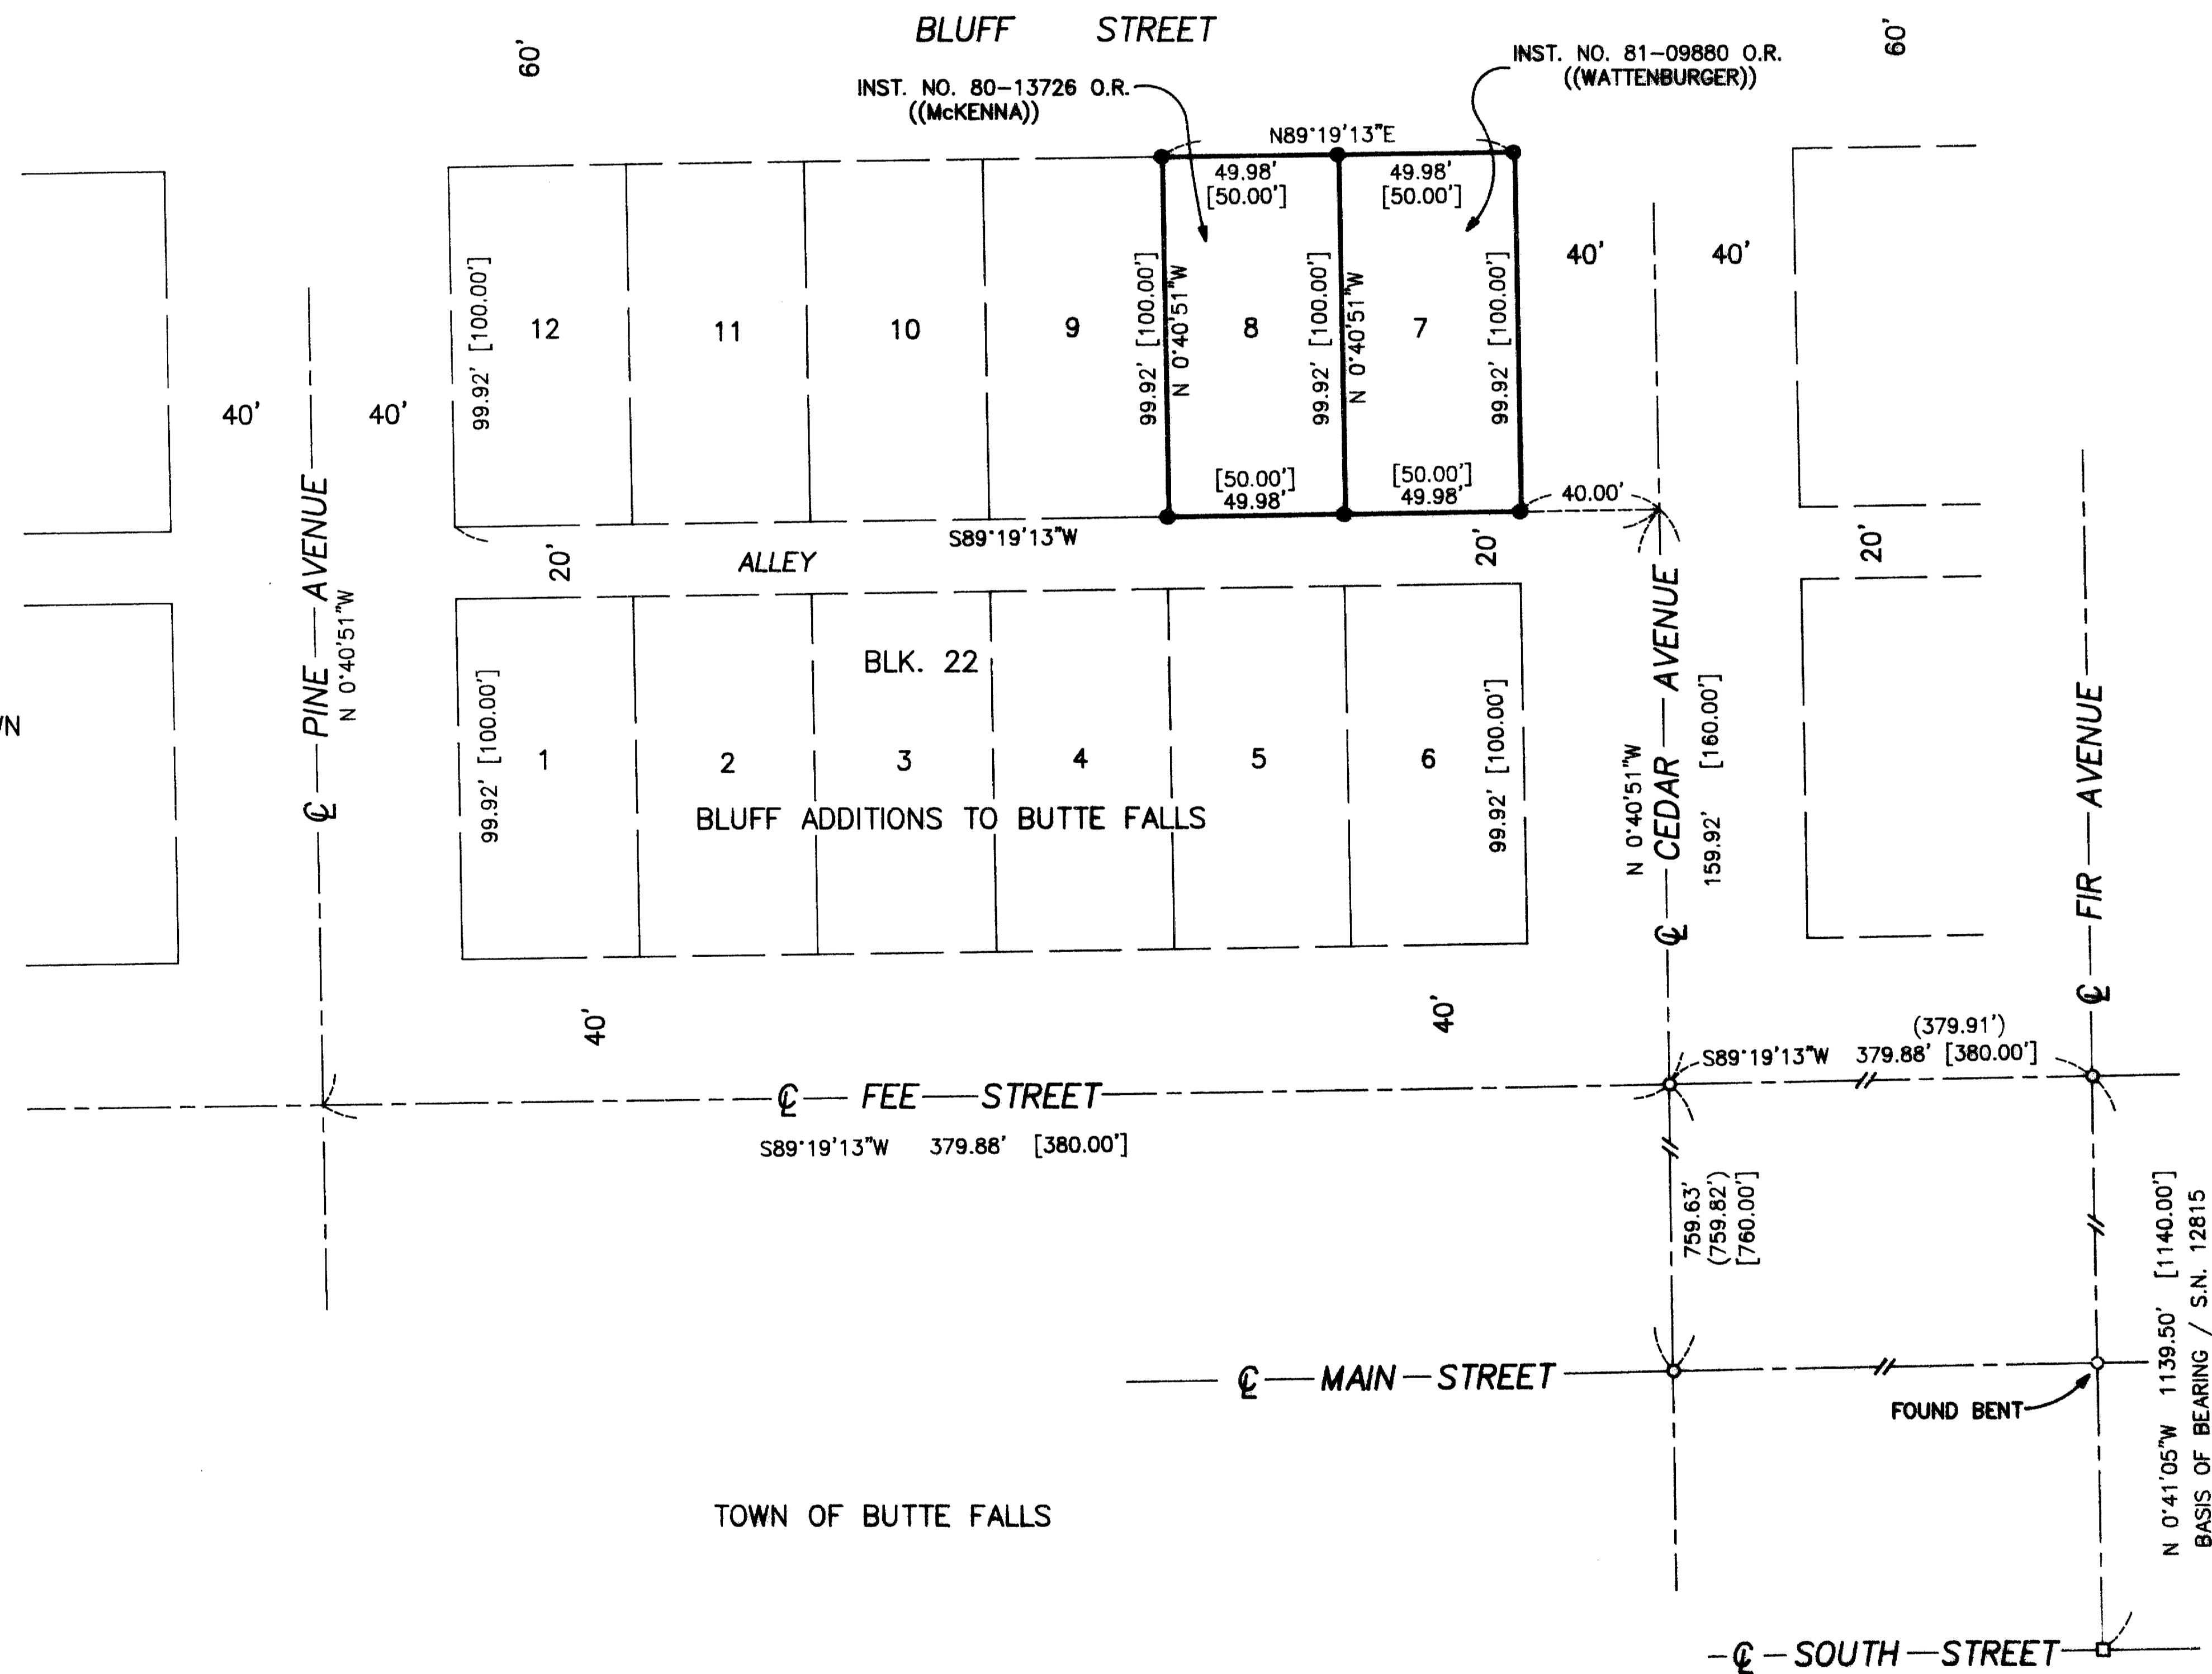 BLUFF STREET
60'
60'
INST. NO. 81-09880 O.R.
((WATTENBURGER))
INST. NO. 80-13726 O.R.
((McKENNA))
N89°19'13"E
49.98'
[50.00']
49.98'
[50.00']
40'
40'
99.92' [100.00']
12
11
10
9
99.92' [100.00']
N 0°40'51"W
8
99.92' [100.00']
N 0°40'51"W
7
99.92' [100.00']
40'
40'
[50.00']
49.98'
[50.00']
49.98'
40.00'
S89°19'13"W
20'
ALLEY
20'
20'
℄ PINE AVENUE
N 0°40'51"W
BLK. 22
99.92' [100.00']
1
2
3
4
5
6
99.92' [100.00']
BLUFF ADDITIONS TO BUTTE FALLS
N 0°40'51"W
℄ CEDAR AVENUE
159.92' [160.00']
℄ FIR AVENUE
40'
40'
(379.91')
S89°19'13"W 379.88' [380.00']
℄ FEE STREET
S89°19'13"W 379.88' [380.00']
759.63'
(759.82')
[760.00']
℄ MAIN STREET
FOUND BENT
N 0°41'05"W 1139.50' [1140.00']
BASIS OF BEARING / S.N. 12815
TOWN OF BUTTE FALLS
℄ SOUTH STREET